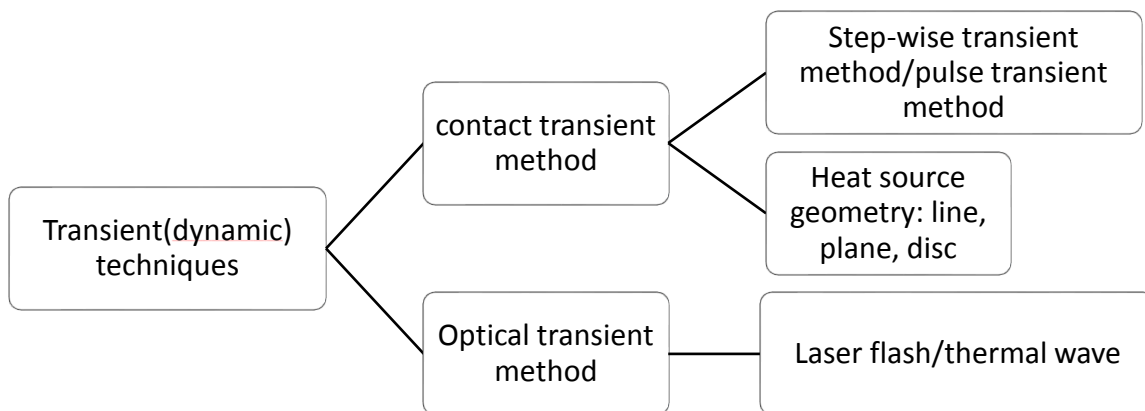 Step-wise transient
method/pulse transient
method
contact transient
method
Heat source
geometry: line,
plane, disc
Transient(dynamic)
techniques
Optical transient
method
Laser flash/thermal wave